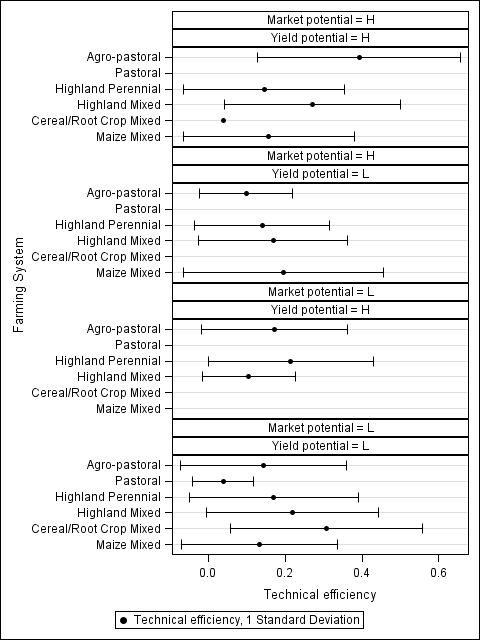 Market potential = H
Yield potential = H
Agro-pastoral
Pastoral
Highland Perennial
Highland Mixed
Cereal/Root Crop Mixed
Maize Mixed
Market potential = H
Yield potential = L
Agro-pastoral
Pastoral
Highland Perennial
Highland Mixed
Cereal/Root Crop Mixed
Maize Mixed
Market potential = L
Yield potential = H
Agro-pastoral
Pastoral
Highland Perennial
Highland Mixed
Cereal/Root Crop Mixed
Maize Mixed
Market potential = L
Yield potential = L
Agro-pastoral
Pastoral
Highland Perennial
Highland Mixed
Cereal/Root Crop Mixed
Maize Mixed
Farming System
0.0 0.2 0.4 0.6
Technical efficiency
Technical efficiency, 1 Standard Deviation